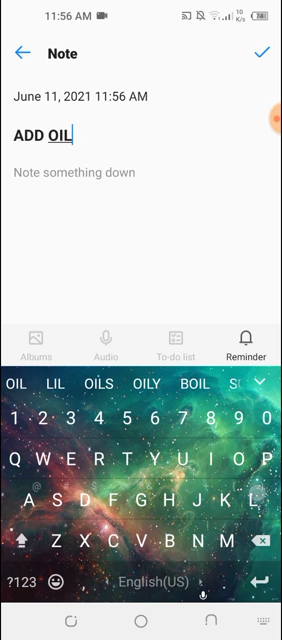 11:56 AM
10
K/s
74
Note
June 11, 2021 11:56 AM
ADD OIL
Note something down
Albums
Audio
To-do list
Reminder
OIL LIL OILS OILY BOIL
1 2 3 4 5 6 7 8 9 0
Q W E R T Y U I O P
@
A S D F G H J K L
Z X C V B N M
?123 English(US)